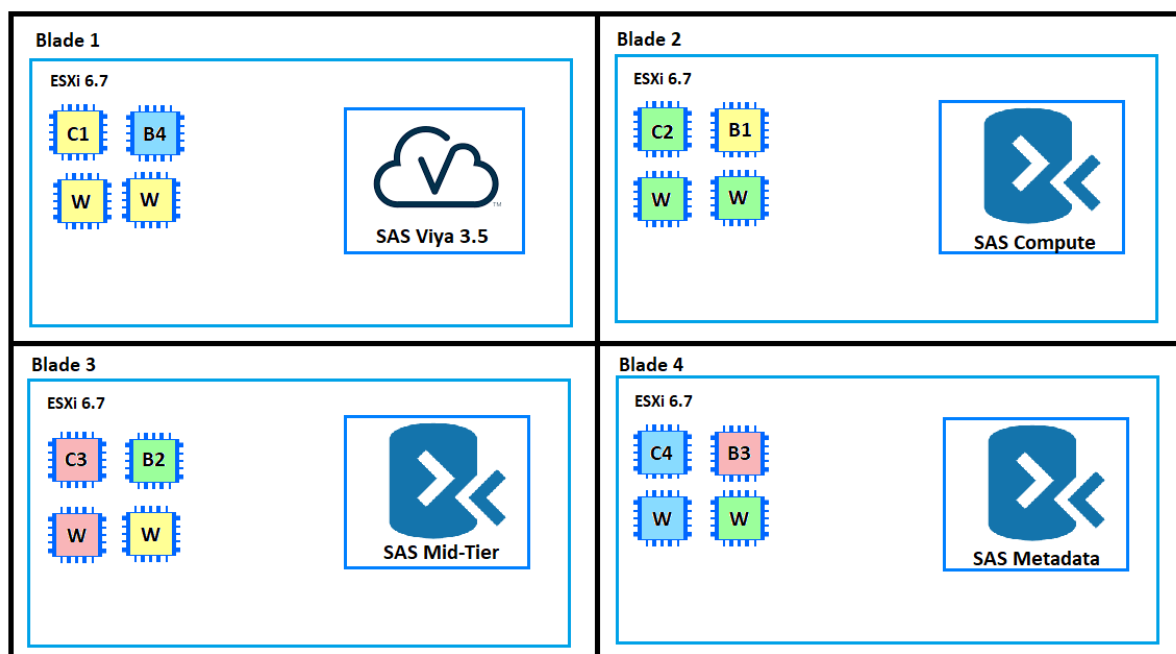 Blade 1
ESXi 6.7
C1 B4
W W
SAS Viya 3.5
Blade 2
ESXi 6.7
C2 B1
W W
SAS Compute
Blade 3
ESXi 6.7
C3 B2
W W
SAS Mid-Tier
Blade 4
ESXi 6.7
C4 B3
W W
SAS Metadata